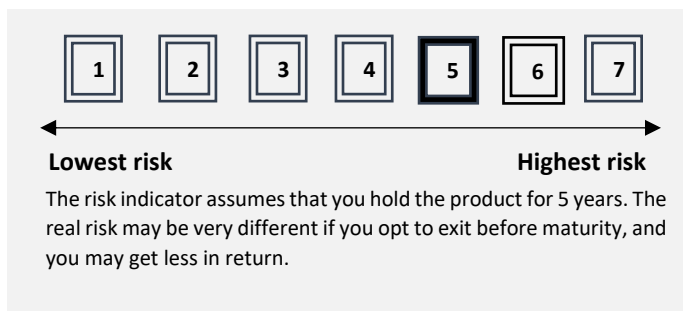 1 2 3 4 5 6 7
Lowest risk Highest risk
The risk indicator assumes that you hold the product for 5 years. The
real risk may be very different if you opt to exit before maturity, and
you may get less in return.